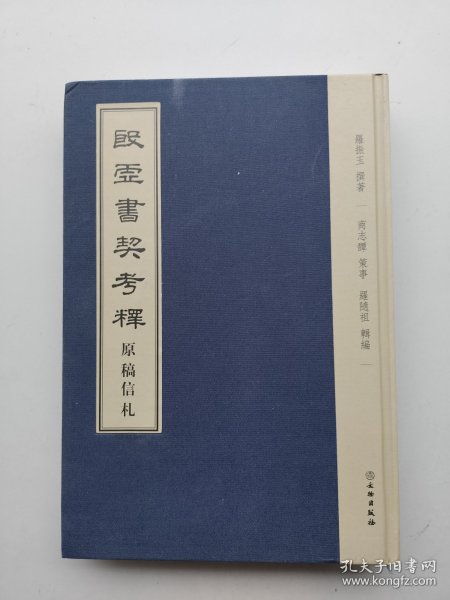 殷虛書契考釋
原稿信札
羅振玉 撰著 — 商志䭲 策事 羅隨祖 輯編 —
文物出版社
孔夫子旧书网
www.kongfz.com